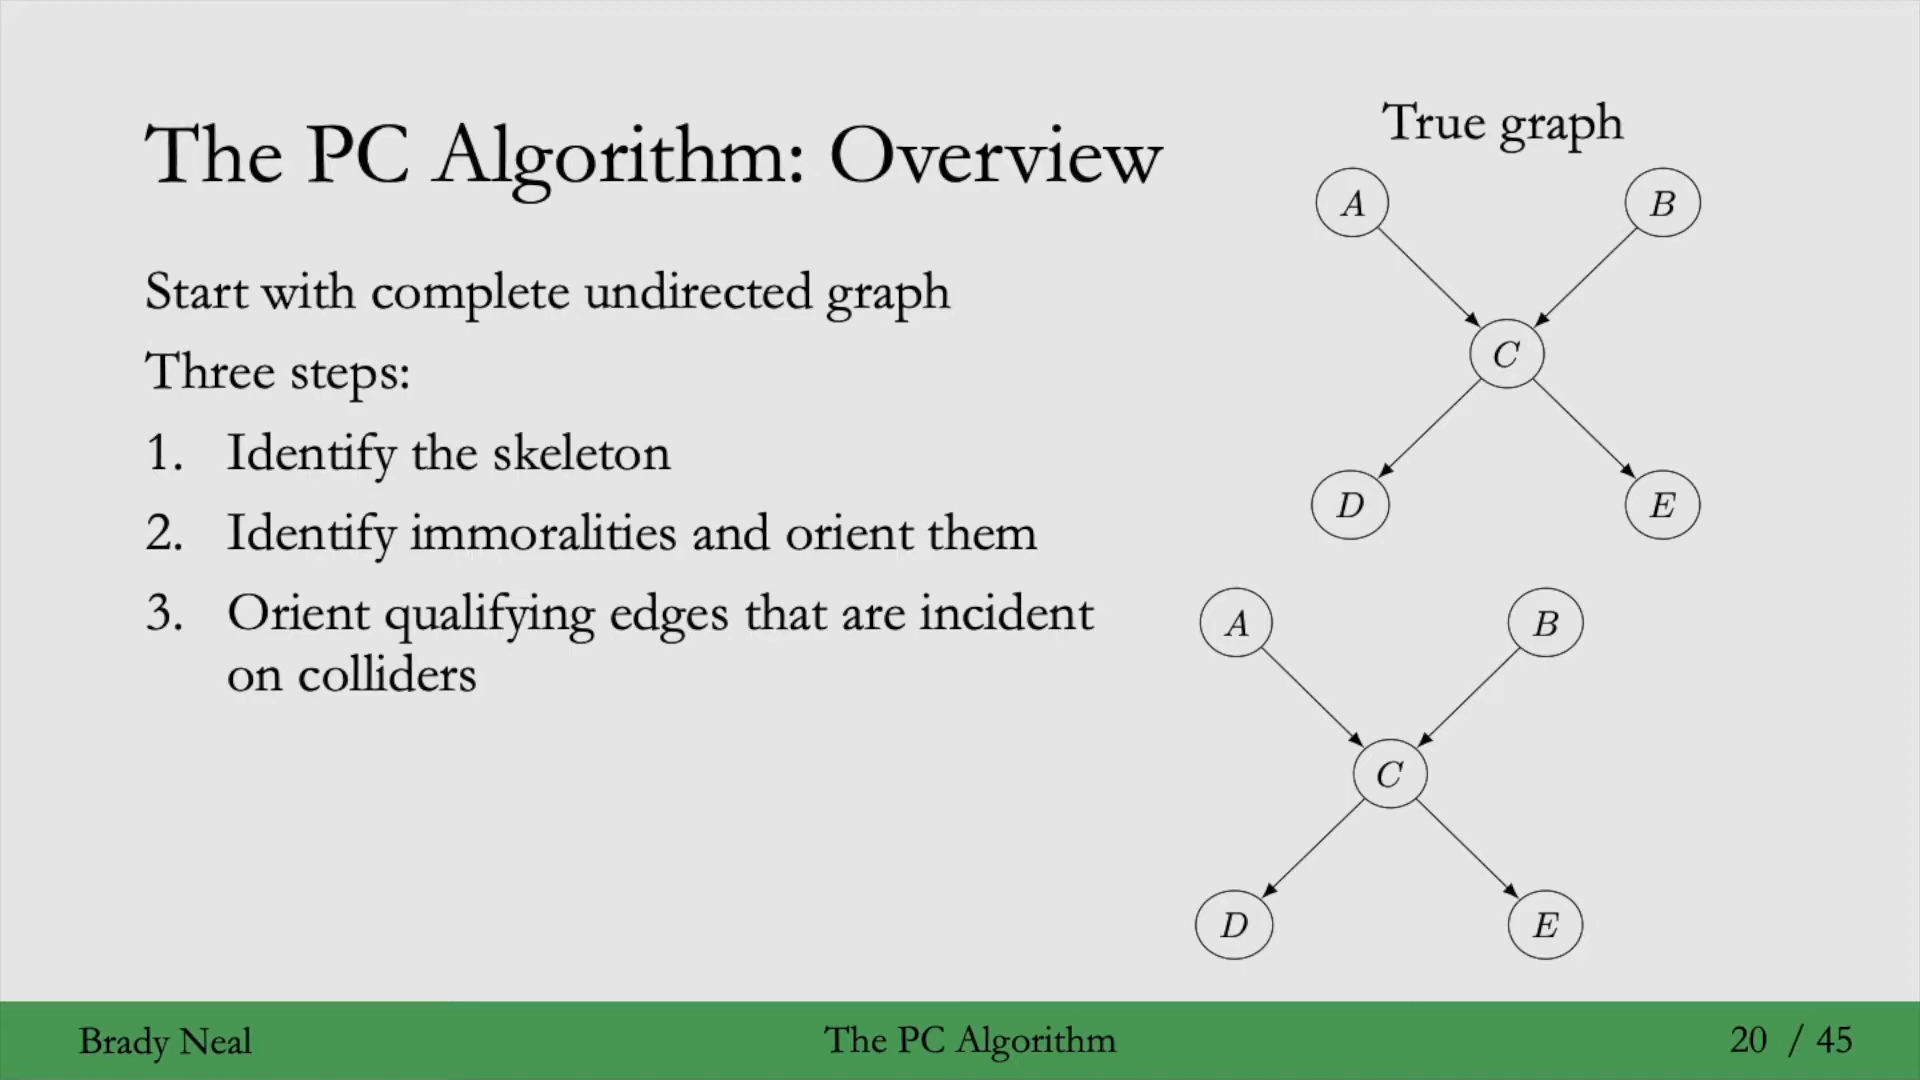 The PC Algorithm: Overview
Start with complete undirected graph
Three steps:
1. Identify the skeleton
2. Identify immoralities and orient them
3. Orient qualifying edges that are incident
on colliders
True graph
A B
C
D E
A B
C
D E
Brady Neal The PC Algorithm 20 / 45